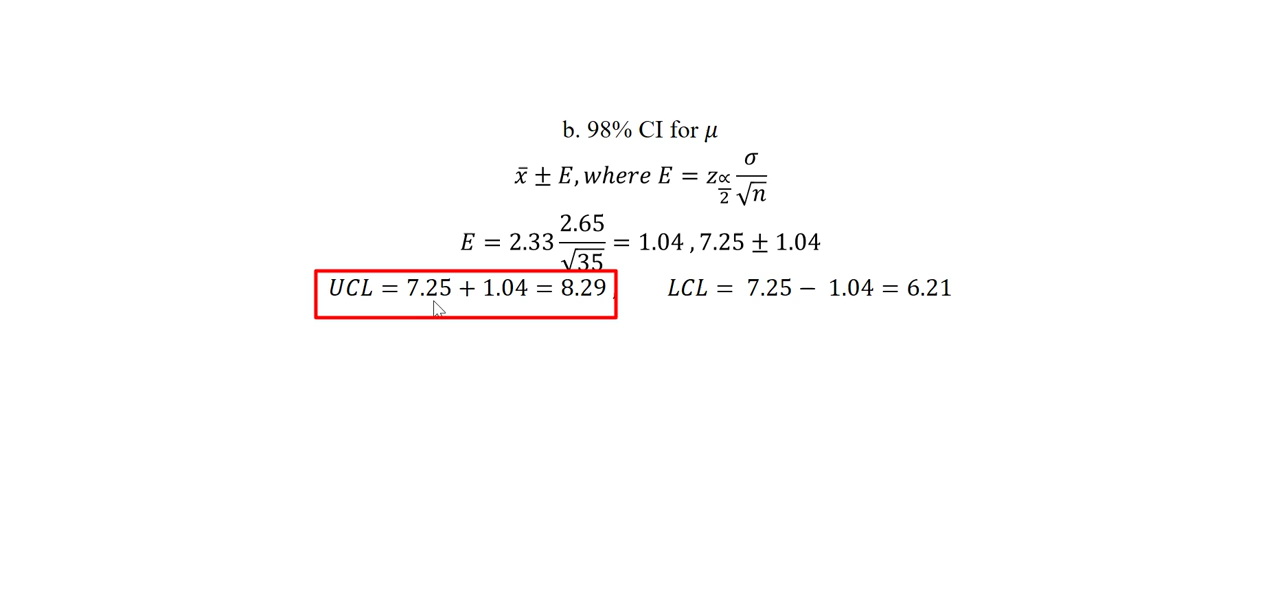 b. 98% CI for μ
x̄ ± E, where E = z_{∝/2} σ/√n
E = 2.33 2.65/√35 = 1.04 , 7.25 ± 1.04
UCL = 7.25 + 1.04 = 8.29 , LCL = 7.25 − 1.04 = 6.21